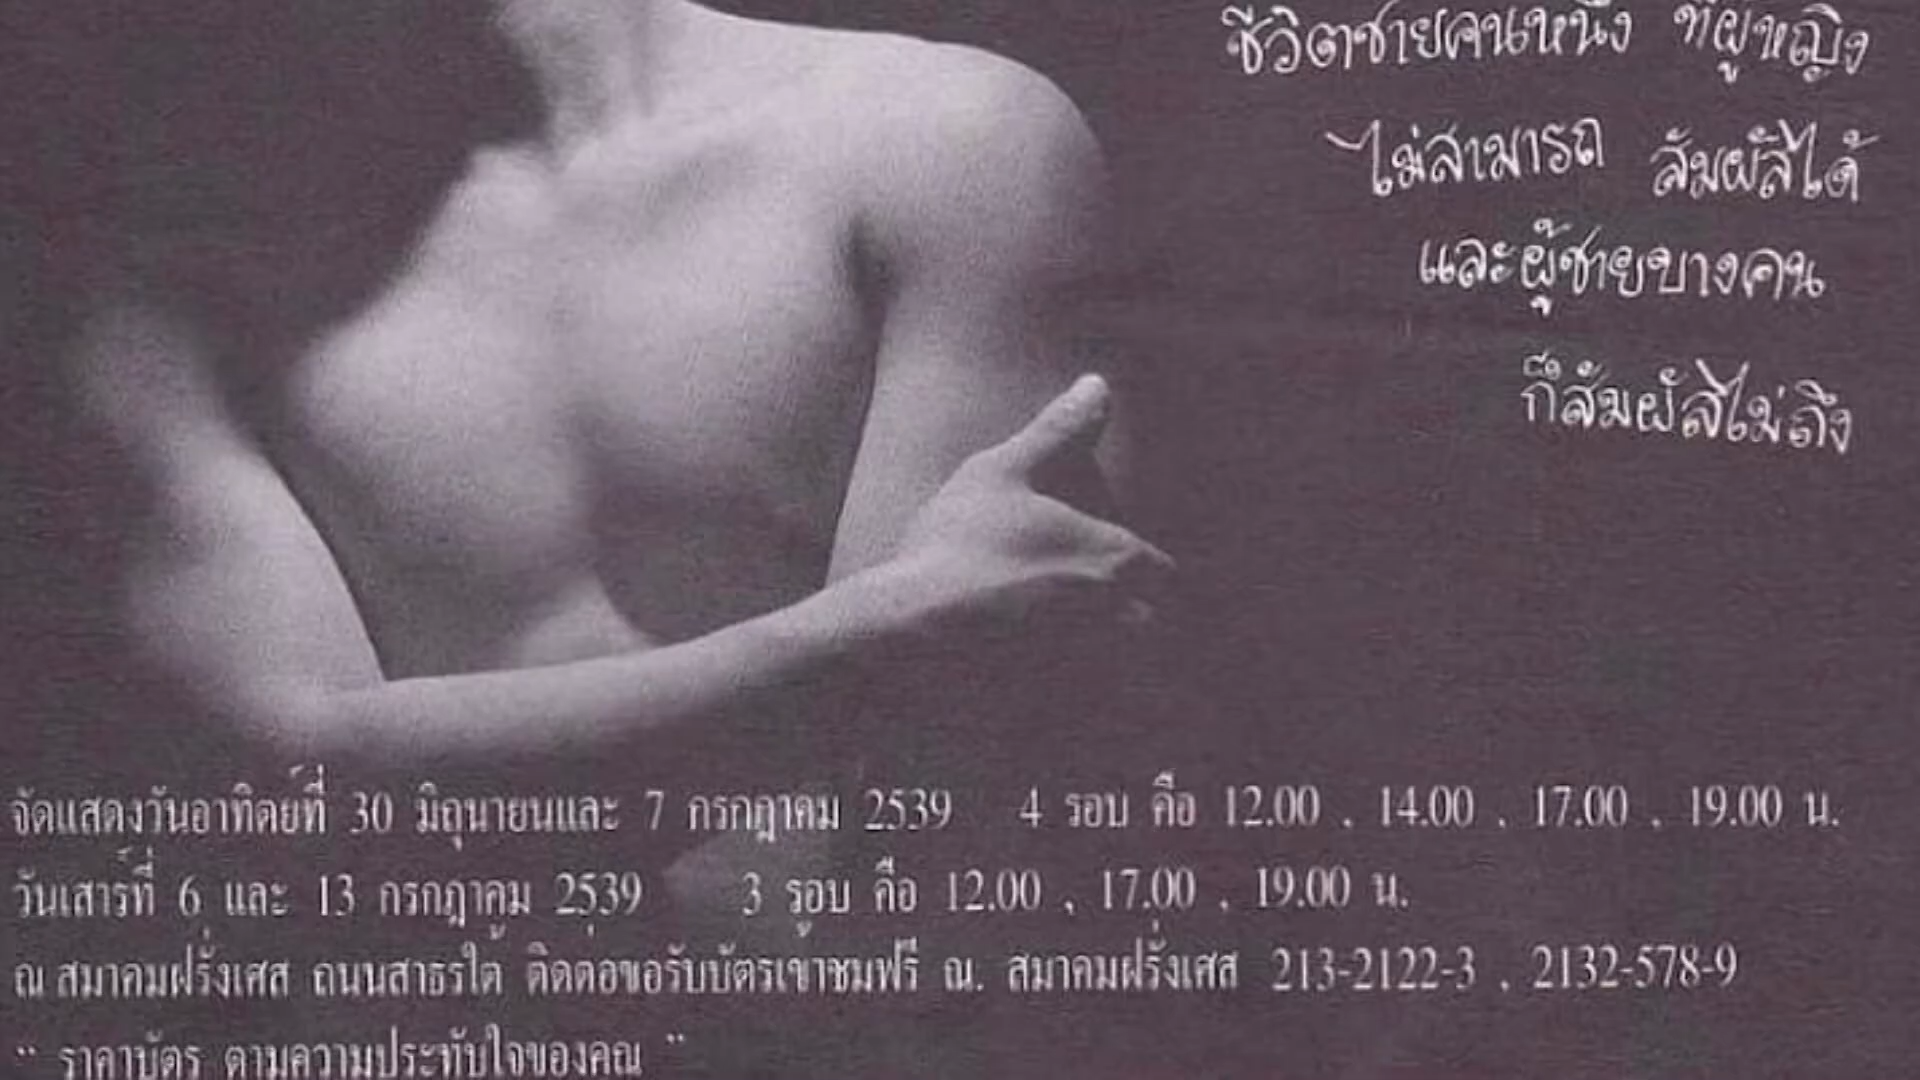 ชีวิตชายคนหนึ่ง ที่ผู้หญิง
ไม่สามารถ สัมผัสได้
และผู้ชายบางคน
ก็สัมผัสไม่ถึง
จัดแสดงวันอาทิตย์ที่ 30 มิถุนายนและ 7 กรกฎาคม 2539 4 รอบ คือ 12.00 , 14.00 , 17.00 , 19.00 น.
วันเสาร์ที่ 6 และ 13 กรกฎาคม 2539 3 รอบ คือ 12.00 , 17.00 , 19.00 น.
ณ สมาคมฝรั่งเศส ถนนสาธรใต้ ติดต่อขอรับบัตรเข้าชมฟรี ณ. สมาคมฝรั่งเศส 213-2122-3 , 2132-578-9
" ราคาบัตร ตามความประทับใจของคุณ "